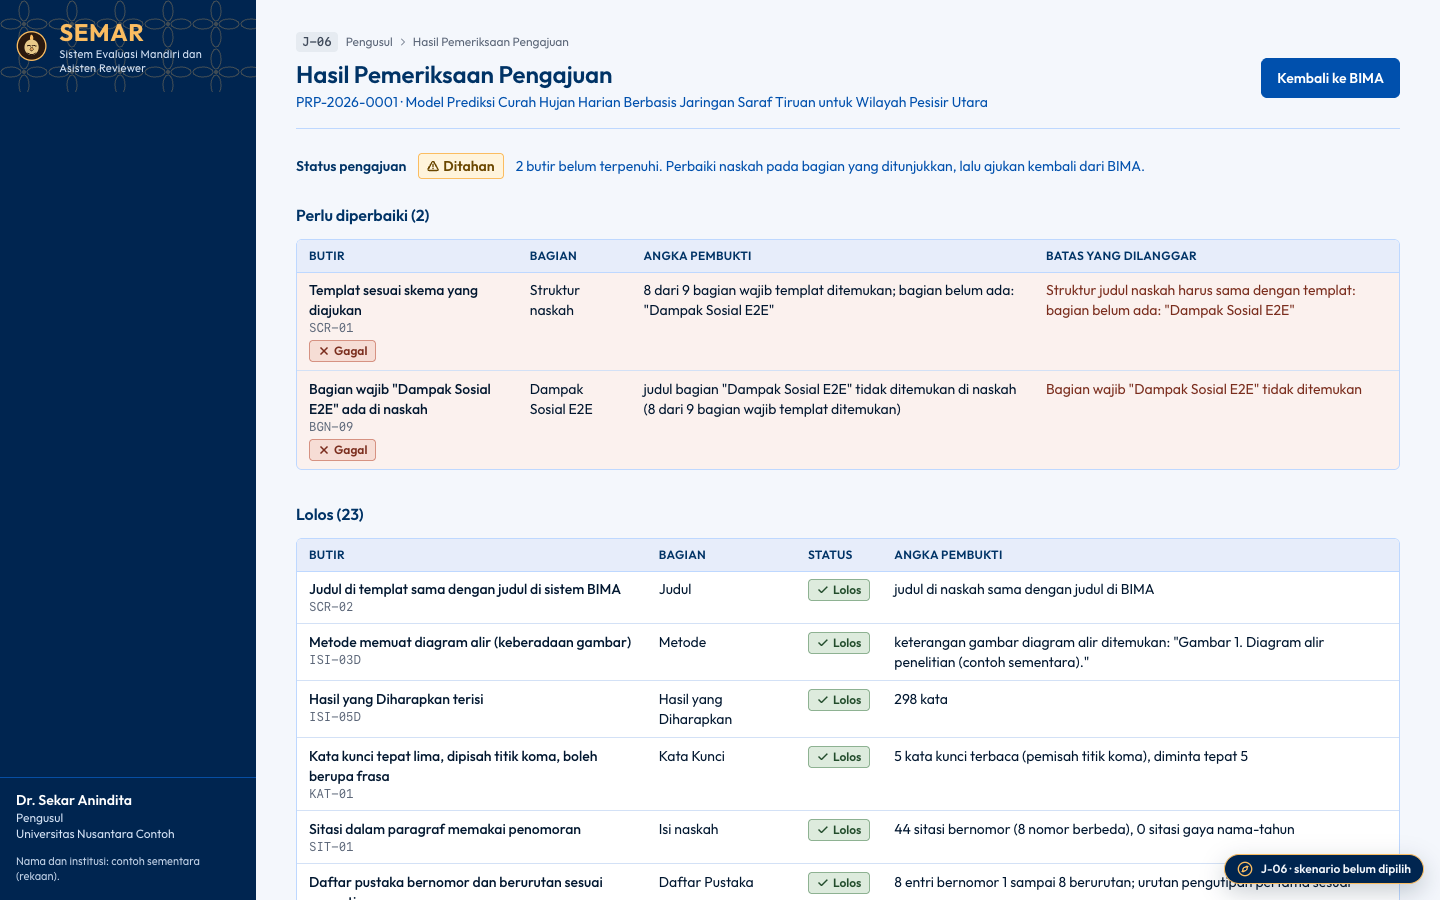 SEMAR
Sistem Evaluasi Mandiri dan
Asisten Reviewer
J-06 Pengusul > Hasil Pemeriksaan Pengajuan
Hasil Pemeriksaan Pengajuan
PRP-2026-0001 · Model Prediksi Curah Hujan Harian Berbasis Jaringan Saraf Tiruan untuk Wilayah Pesisir Utara
Kembali ke BIMA
Status pengajuan Ditahan 2 butir belum terpenuhi. Perbaiki naskah pada bagian yang ditunjukkan, lalu ajukan kembali dari BIMA.
Perlu diperbaiki (2)
BUTIR BAGIAN ANGKA PEMBUKTI BATAS YANG DILANGGAR
Templat sesuai skema yang
diajukan
SCR-01
Gagal
Struktur
naskah
8 dari 9 bagian wajib templat ditemukan; bagian belum ada:
"Dampak Sosial E2E"
Struktur judul naskah harus sama dengan templat:
bagian belum ada: "Dampak Sosial E2E"
Bagian wajib "Dampak Sosial
E2E" ada di naskah
BGN-09
Gagal
Dampak
Sosial E2E
judul bagian "Dampak Sosial E2E" tidak ditemukan di naskah
(8 dari 9 bagian wajib templat ditemukan)
Bagian wajib "Dampak Sosial E2E" tidak ditemukan
Lolos (23)
BUTIR BAGIAN STATUS ANGKA PEMBUKTI
Judul di templat sama dengan judul di sistem BIMA
SCR-02
Judul
Lolos
judul di naskah sama dengan judul di BIMA
Metode memuat diagram alir (keberadaan gambar)
ISI-03D
Metode
Lolos
keterangan gambar diagram alir ditemukan: "Gambar 1. Diagram alir
penelitian (contoh sementara)."
Hasil yang Diharapkan terisi
ISI-05D
Hasil yang
Diharapkan
Lolos
298 kata
Kata kunci tepat lima, dipisah titik koma, boleh
berupa frasa
KAT-01
Kata Kunci
Lolos
5 kata kunci terbaca (pemisah titik koma), diminta tepat 5
Sitasi dalam paragraf memakai penomoran
SIT-01
Isi naskah
Lolos
44 sitasi bernomor (8 nomor berbeda), 0 sitasi gaya nama-tahun
Daftar pustaka bernomor dan berurutan sesuai
Daftar Pustaka
Lolos
8 entri bernomor 1 sampai 8 berurutan; urutan
Dr. Sekar Anindita
Pengusul
Universitas Nusantara Contoh
Nama dan institusi: contoh sementara
(rekaan).
J-06 · skenario belum dipilih